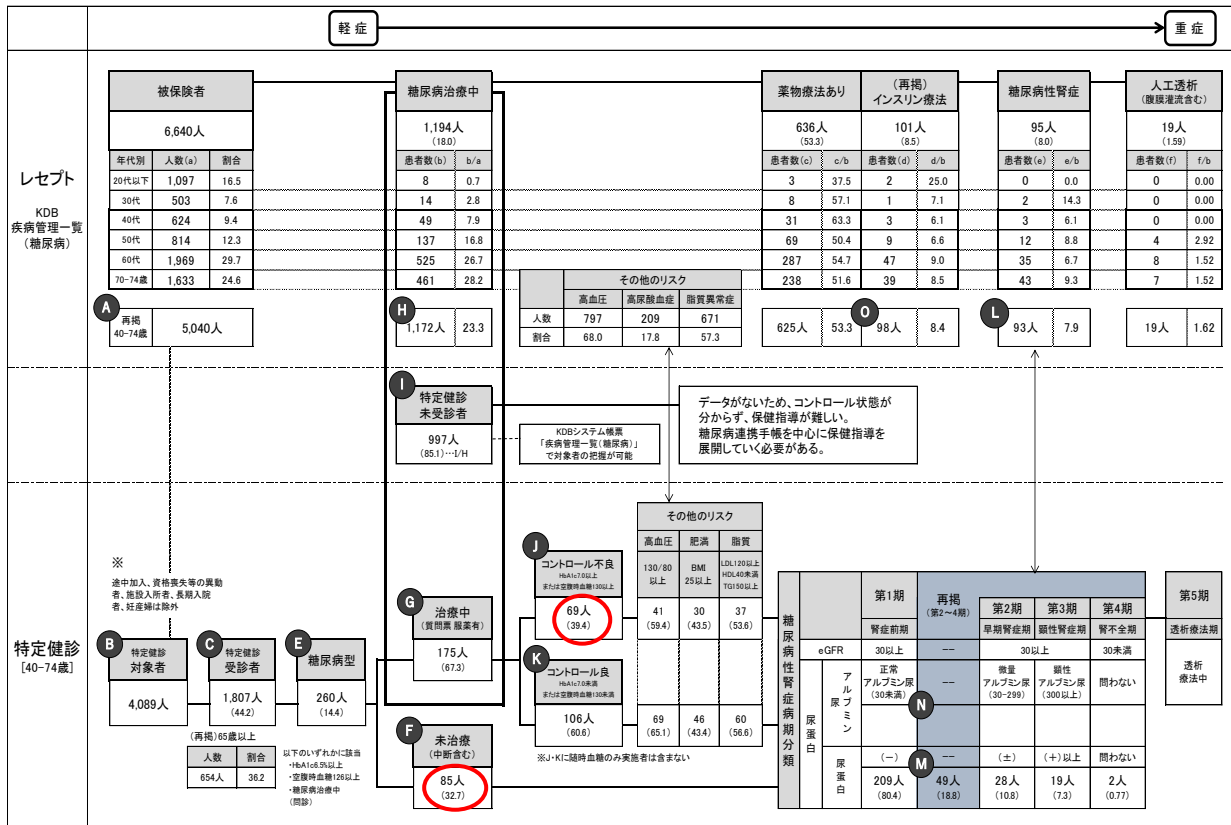 軽症
重症
レセプト
KDB
疾病管理一覧
(糖尿病)
被保険者
6,640人
年代別 人数(a) 割合
20代以下 1,097 16.5
30代 503 7.6
40代 624 9.4
50代 814 12.3
60代 1,969 29.7
70-74歳 1,633 24.6
A
再掲
40-74歳
5,040人
糖尿病治療中
1,194人
(18.0)
患者数(b) b/a
8 0.7
14 2.8
49 7.9
137 16.8
525 26.7
461 28.2
H
1,172人 23.3
その他のリスク
高血圧 高尿酸血症 脂質異常症
人数 797 209 671
割合 68.0 17.8 57.3
薬物療法あり
636人
(53.3)
患者数(c) c/b
3 37.5
8 57.1
31 63.3
69 50.4
287 54.7
238 51.6
625人 53.3
(再掲)
インスリン療法
101人
(8.5)
患者数(d) d/b
2 25.0
1 7.1
3 6.1
9 6.6
47 9.0
39 8.5
O
98人 8.4
糖尿病性腎症
95人
(8.0)
患者数(e) e/b
0 0.0
2 14.3
3 6.1
12 8.8
35 6.7
43 9.3
L
93人 7.9
人工透析
(腹膜灌流含む)
19人
(1.59)
患者数(f) f/b
0 0.00
0 0.00
0 0.00
4 2.92
8 1.52
7 1.52
19人 1.62
I
特定健診
未受診者
997人
(85.1)…I/H
KDBシステム帳票
「疾病管理一覧(糖尿病)」
で対象者の把握が可能
データがないため、コントロール状態が
分からず、保健指導が難しい。
糖尿病連携手帳を中心に保健指導を
展開していく必要がある。
特定健診
[40-74歳]
※
途中加入、資格喪失等の異動
者、施設入所者、長期入院
者、妊産婦は除外
B
特定健診
対象者
4,089人
C
特定健診
受診者
1,807人
(44.2)
(再掲)65歳以上
人数 割合
654人 36.2
E
糖尿病型
260人
(14.4)
以下のいずれかに該当
・HbA1c6.5%以上
・空腹時血糖126以上
・糖尿病治療中
(問診)
G
治療中
(質問票 服薬有)
175人
(67.3)
F
未治療
(中断含む)
85人
(32.7)
J
コントロール不良
HbA1c7.0以上
または空腹時血糖130以上
69人
(39.4)
K
コントロール良
HbA1c7.0未満
または空腹時血糖130未満
106人
(60.6)
※J・Kに随時血糖のみ実施者は含まない
その他のリスク
高血圧 肥満 脂質
130/80
以上
BMI
25以上
LDL120以上
HDL40未満
TG150以上
41 30 37
(59.4) (43.5) (53.6)
69 46 60
(65.1) (43.4) (56.6)
糖尿病性腎症病期分類
第1期
腎症前期
再掲
(第2~4期)
第2期
早期腎症期
第3期
顕性腎症期
第4期
腎不全期
第5期
透析療法期
eGFR 30以上 -- 30以上 30未満
尿蛋白
尿アルブミン
正常
アルブミン尿
(30未満)
--
微量
アルブミン尿
(30-299)
顕性
アルブミン尿
(300以上)
問わない
透析
療法中
N
尿蛋白
(-) -- (±) (+)以上 問わない
M
209人 49人 28人 19人 2人
(80.4) (18.8) (10.8) (7.3) (0.77)